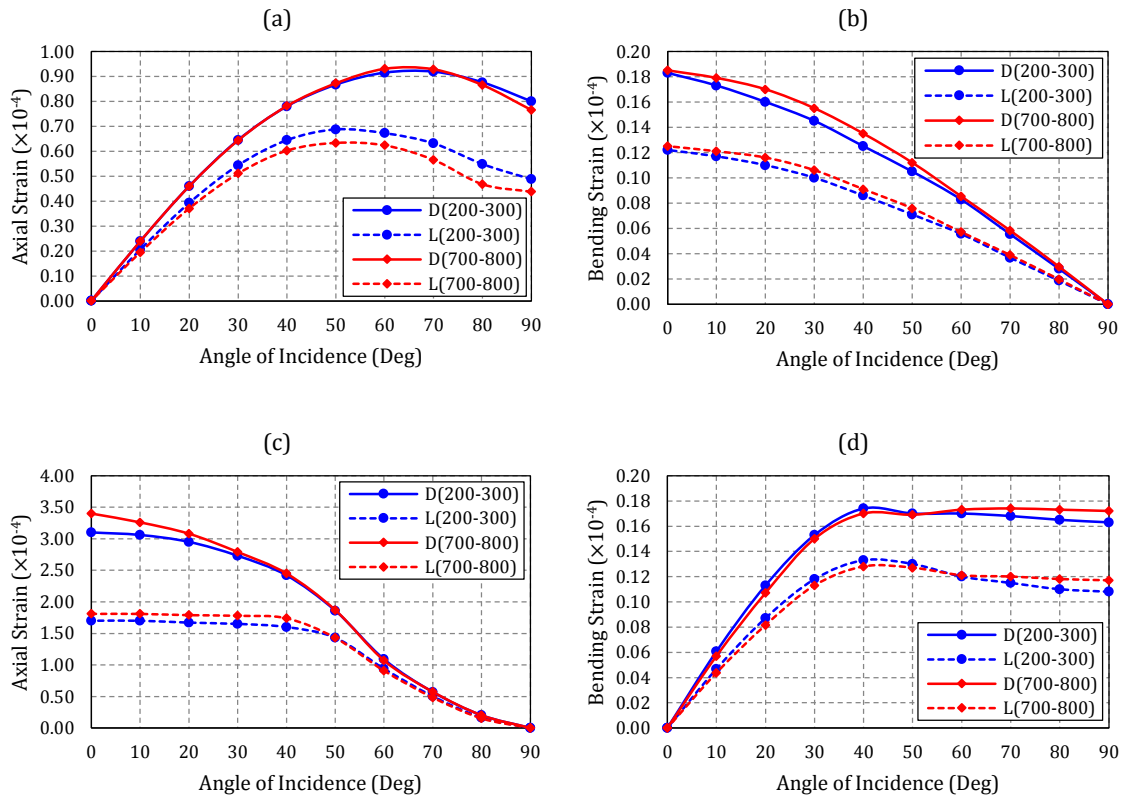 (a)
Axial Strain (×10⁻⁴)
1.00
0.90
0.80
0.70
0.60
0.50
0.40
0.30
0.20
0.10
0.00
D(200-300)
L(200-300)
D(700-800)
L(700-800)
0 10 20 30 40 50 60 70 80 90
Angle of Incidence (Deg)
(b)
Bending Strain (×10⁻⁴)
0.20
0.18
0.16
0.14
0.12
0.10
0.08
0.06
0.04
0.02
0.00
D(200-300)
L(200-300)
D(700-800)
L(700-800)
0 10 20 30 40 50 60 70 80 90
Angle of Incidence (Deg)
(c)
Axial Strain (×10⁻⁴)
4.00
3.50
3.00
2.50
2.00
1.50
1.00
0.50
0.00
D(200-300)
L(200-300)
D(700-800)
L(700-800)
0 10 20 30 40 50 60 70 80 90
Angle of Incidence (Deg)
(d)
Bending Strain (×10⁻⁴)
0.20
0.18
0.16
0.14
0.12
0.10
0.08
0.06
0.04
0.02
0.00
D(200-300)
L(200-300)
D(700-800)
L(700-800)
0 10 20 30 40 50 60 70 80 90
Angle of Incidence (Deg)